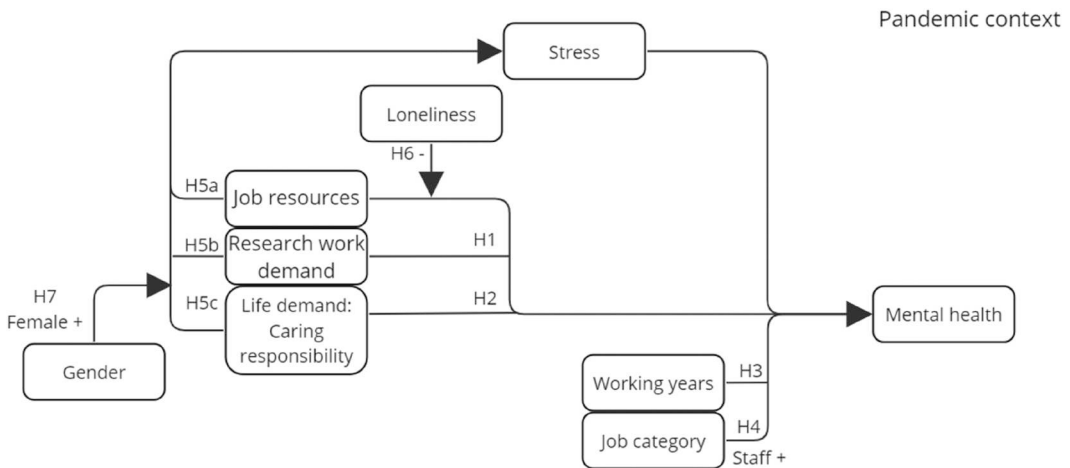 Pandemic context
Stress
Loneliness
H6 -
H5a
Job resources
H5b
Research work
demand
H1
H5c
Life demand:
Caring
responsibility
H2
H7
Female +
Gender
Mental health
Working years
H3
Job category
H4
Staff +